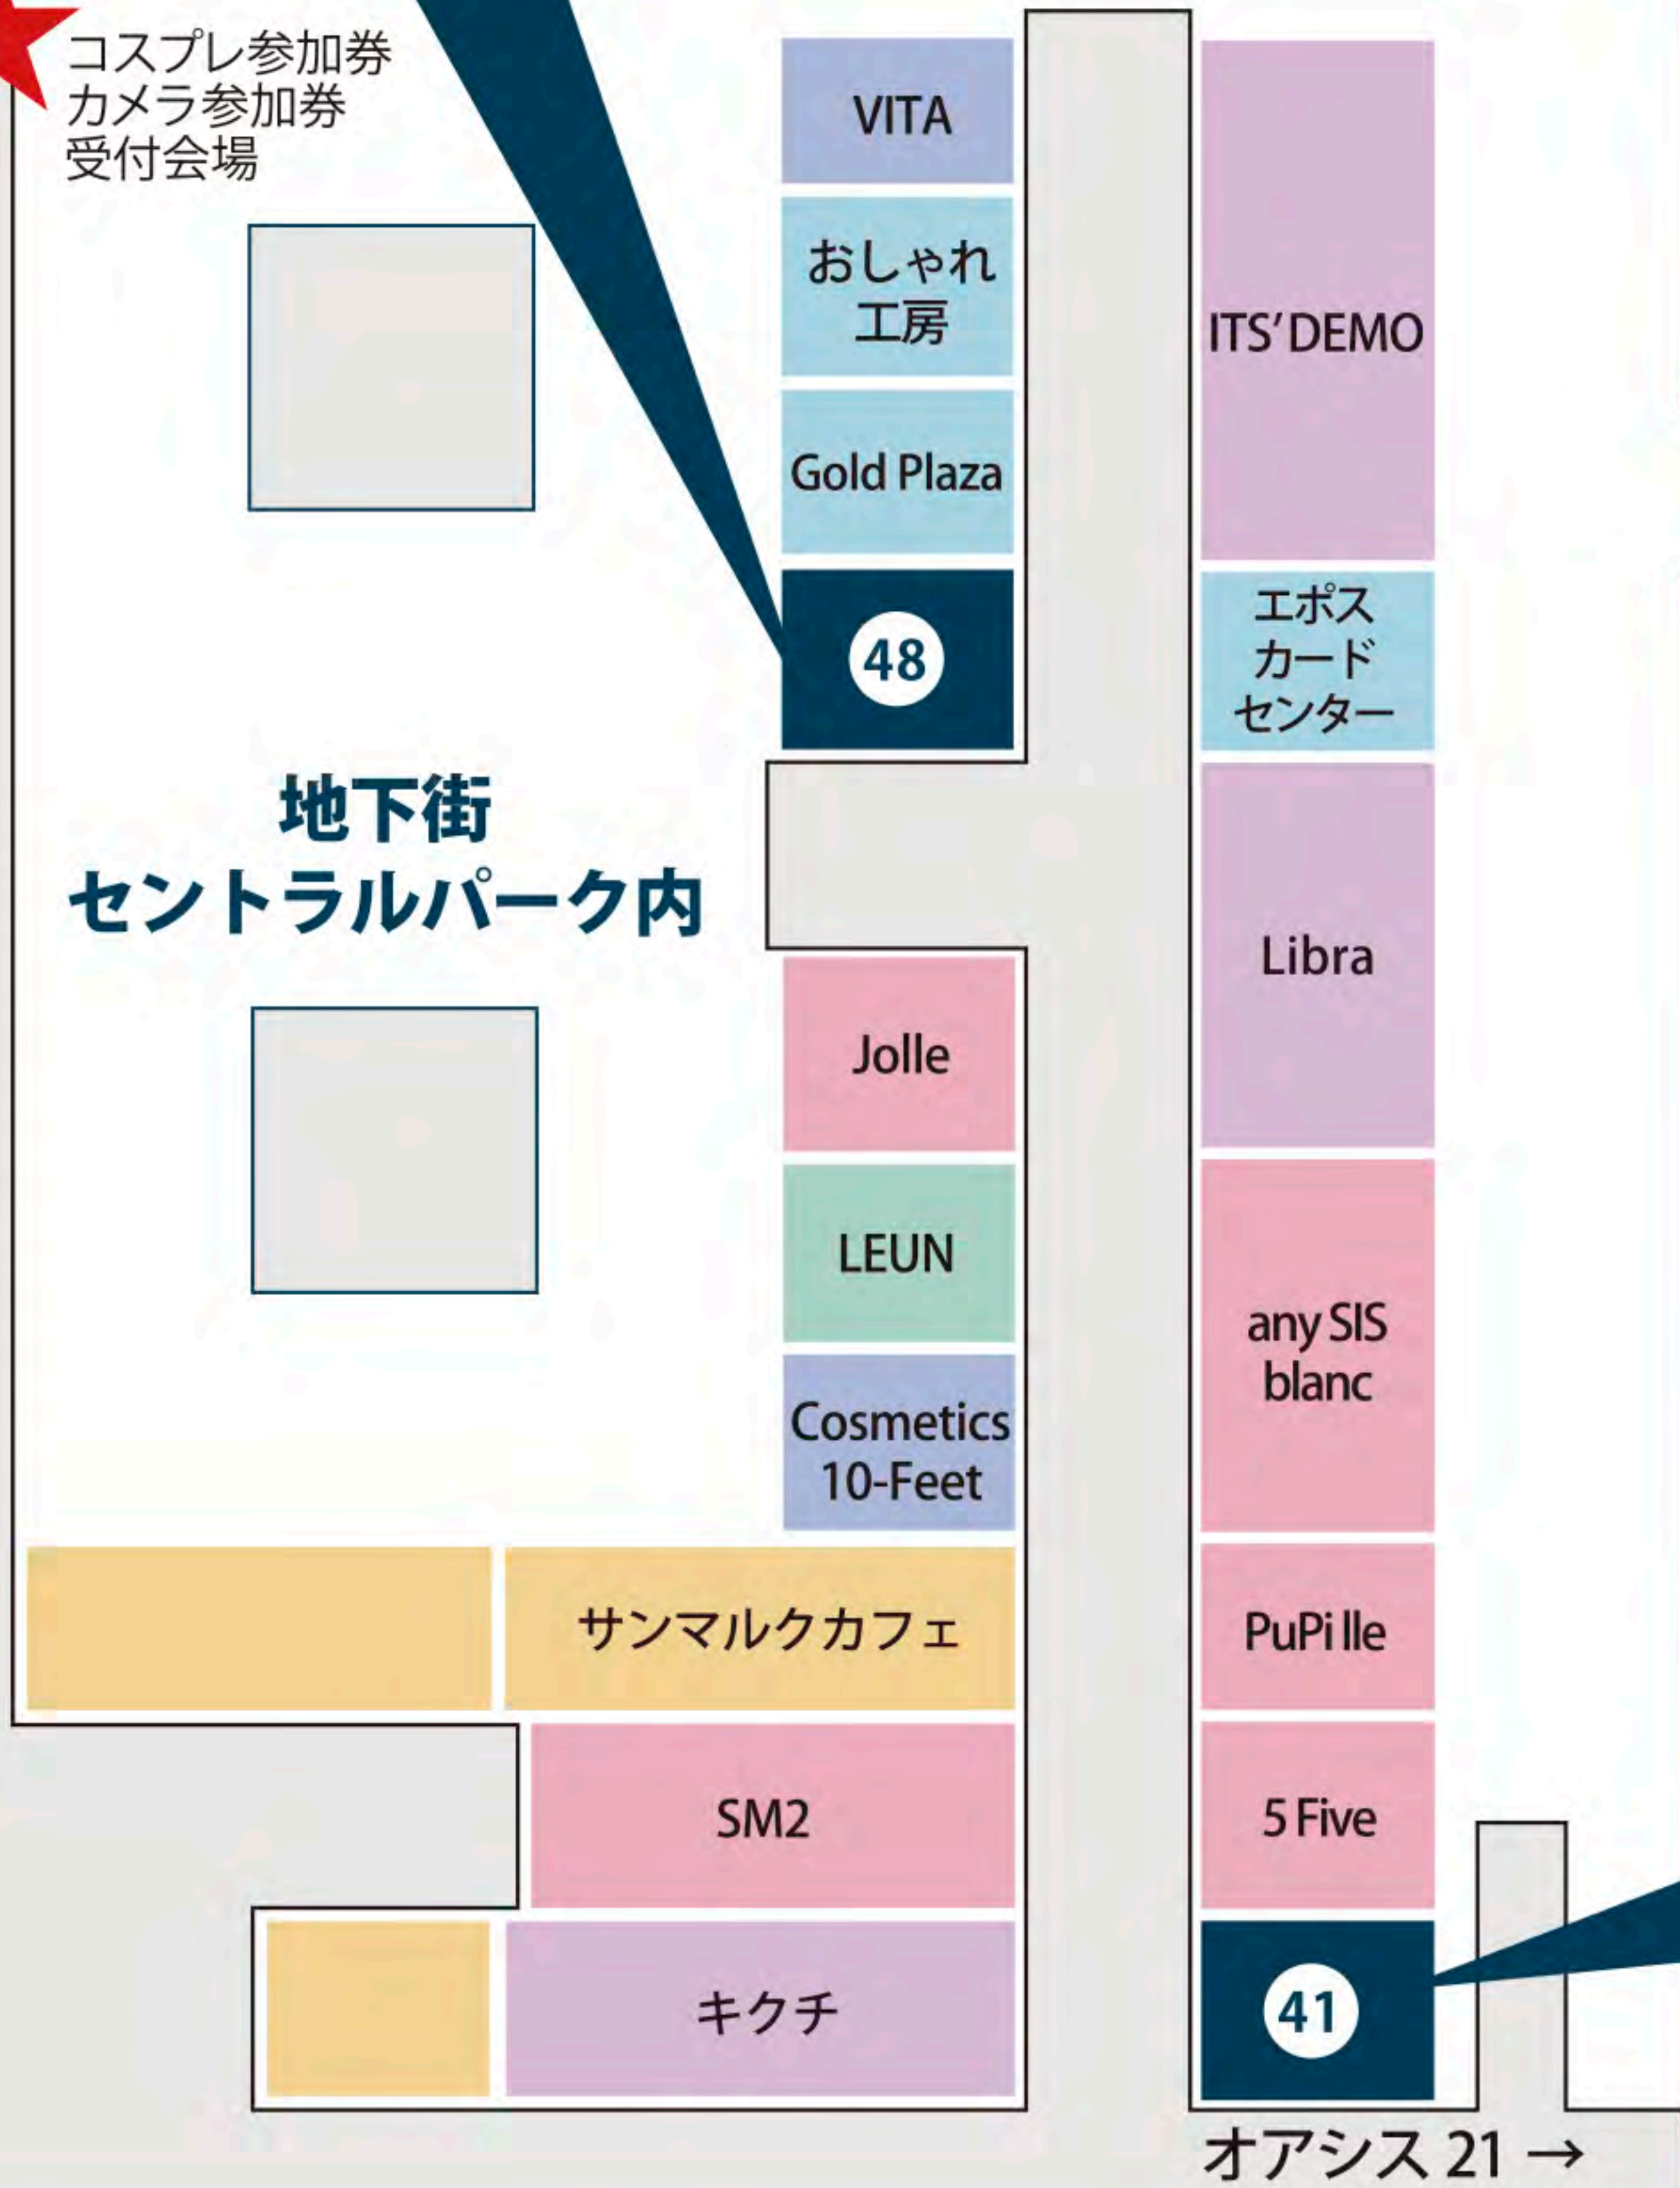 コスプレ参加券
カメラ参加券
受付会場
VITA
おしゃれ
工房
Gold Plaza
48
地下街
セントラルパーク内
Jolle
LEUN
Cosmetics
10-Feet
サンマルクカフェ
SM2
キクチ
ITS'DEMO
エポス
カード
センター
Libra
any SIS
blanc
PuPi lle
5 Five
41
オアシス 21 →